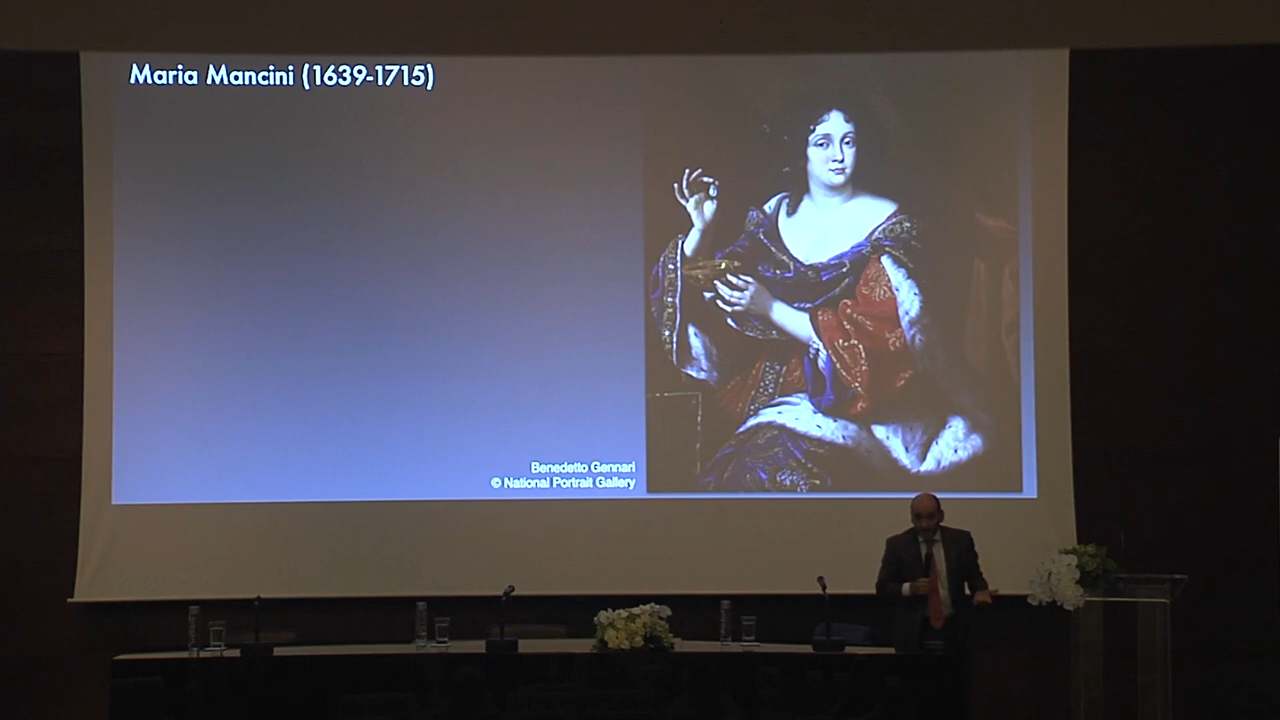 Maria Mancini (1639-1715)
Benedetto Gennari
© National Portrait Gallery